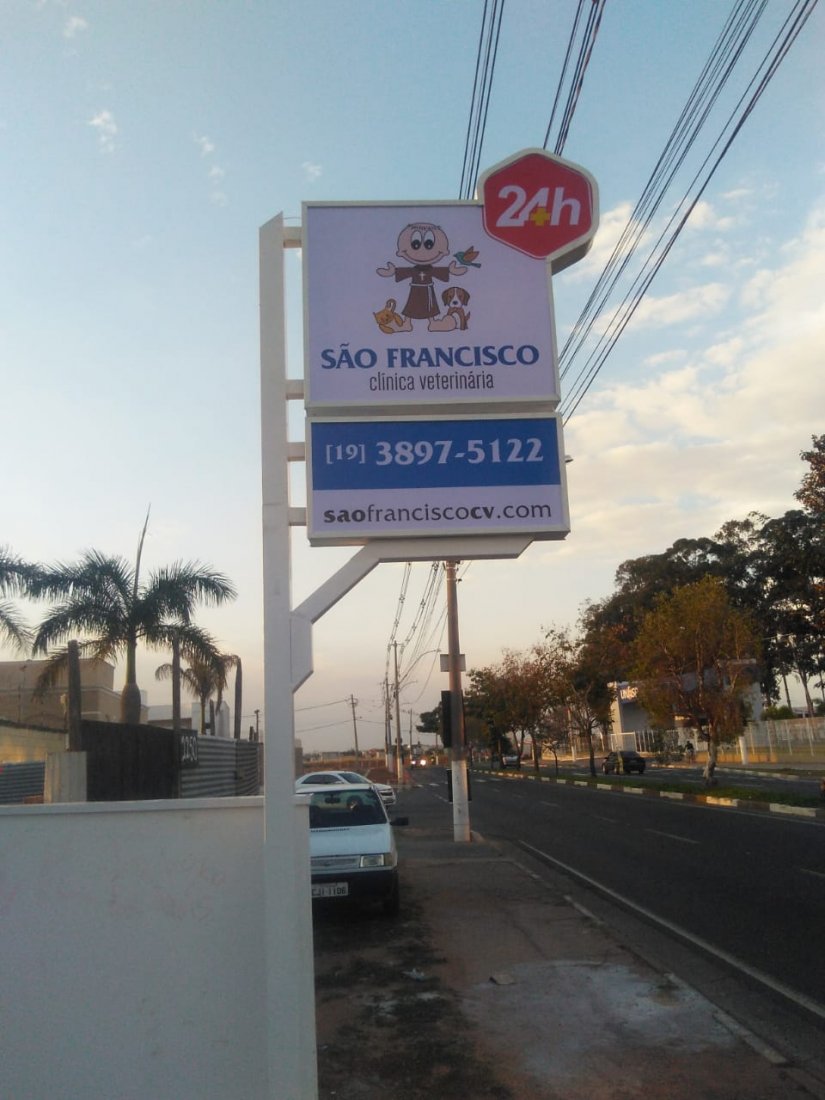 24h
SÃO FRANCISCO
clínica veterinária
[19] 3897-5122
saofranciscocv.com